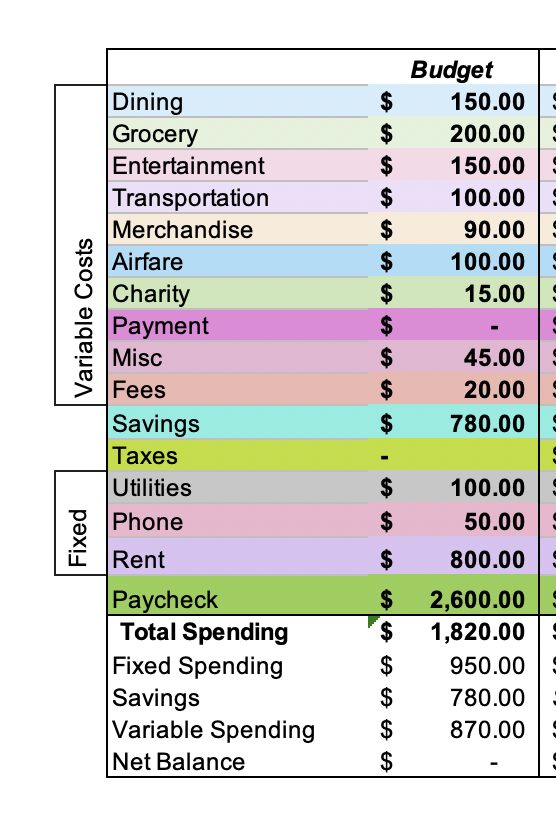 Budget
Dining $ 150.00
Grocery $ 200.00
Entertainment $ 150.00
Transportation $ 100.00
Merchandise $ 90.00
Airfare $ 100.00
Charity $ 15.00
Payment $ -
Misc $ 45.00
Fees $ 20.00
Variable Costs
Savings $ 780.00
Taxes -
Utilities $ 100.00
Phone $ 50.00
Rent $ 800.00
Fixed
Paycheck $ 2,600.00
Total Spending $ 1,820.00
Fixed Spending $ 950.00
Savings $ 780.00
Variable Spending $ 870.00
Net Balance $ -